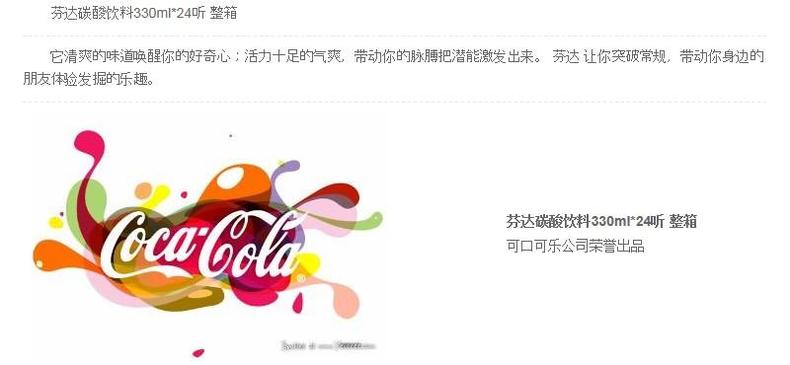 芬达碳酸饮料330ml*24听 整箱
它清爽的味道唤醒你的好奇心；活力十足的气爽，带动你的脉膊把潜能激发出来。 芬达 让你突破常规，带动你身边的
朋友体验发掘的乐趣。
Coca-Cola
®
芬达碳酸饮料330ml*24听 整箱
可口可乐公司荣誉出品